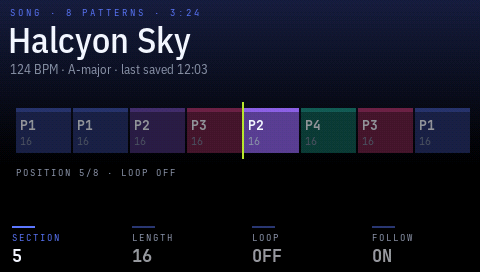 SONG · 8 PATTERNS · 3:24
Halcyon Sky
124 BPM · A-major · last saved 12:03
P1 P1 P2 P3 P2 P4 P3 P1
16 16 16 16 16 16 16 16
POSITION 5/8 · LOOP OFF
SECTION LENGTH LOOP FOLLOW
5 16 OFF ON